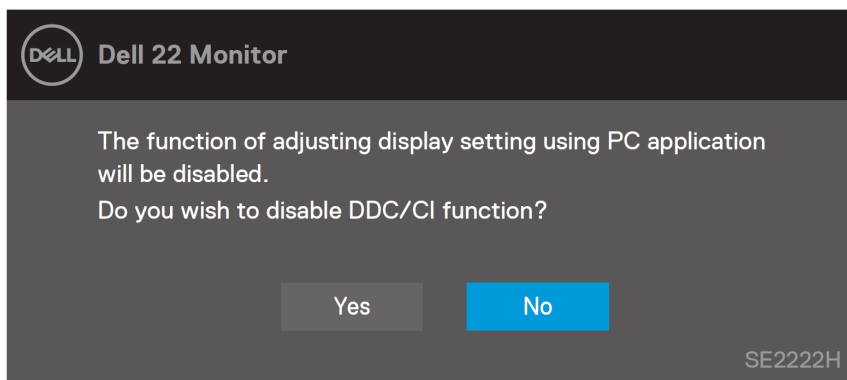 DELL
Dell 22 Monitor
The function of adjusting display setting using PC application
will be disabled.
Do you wish to disable DDC/CI function?
Yes
No
SE2222H